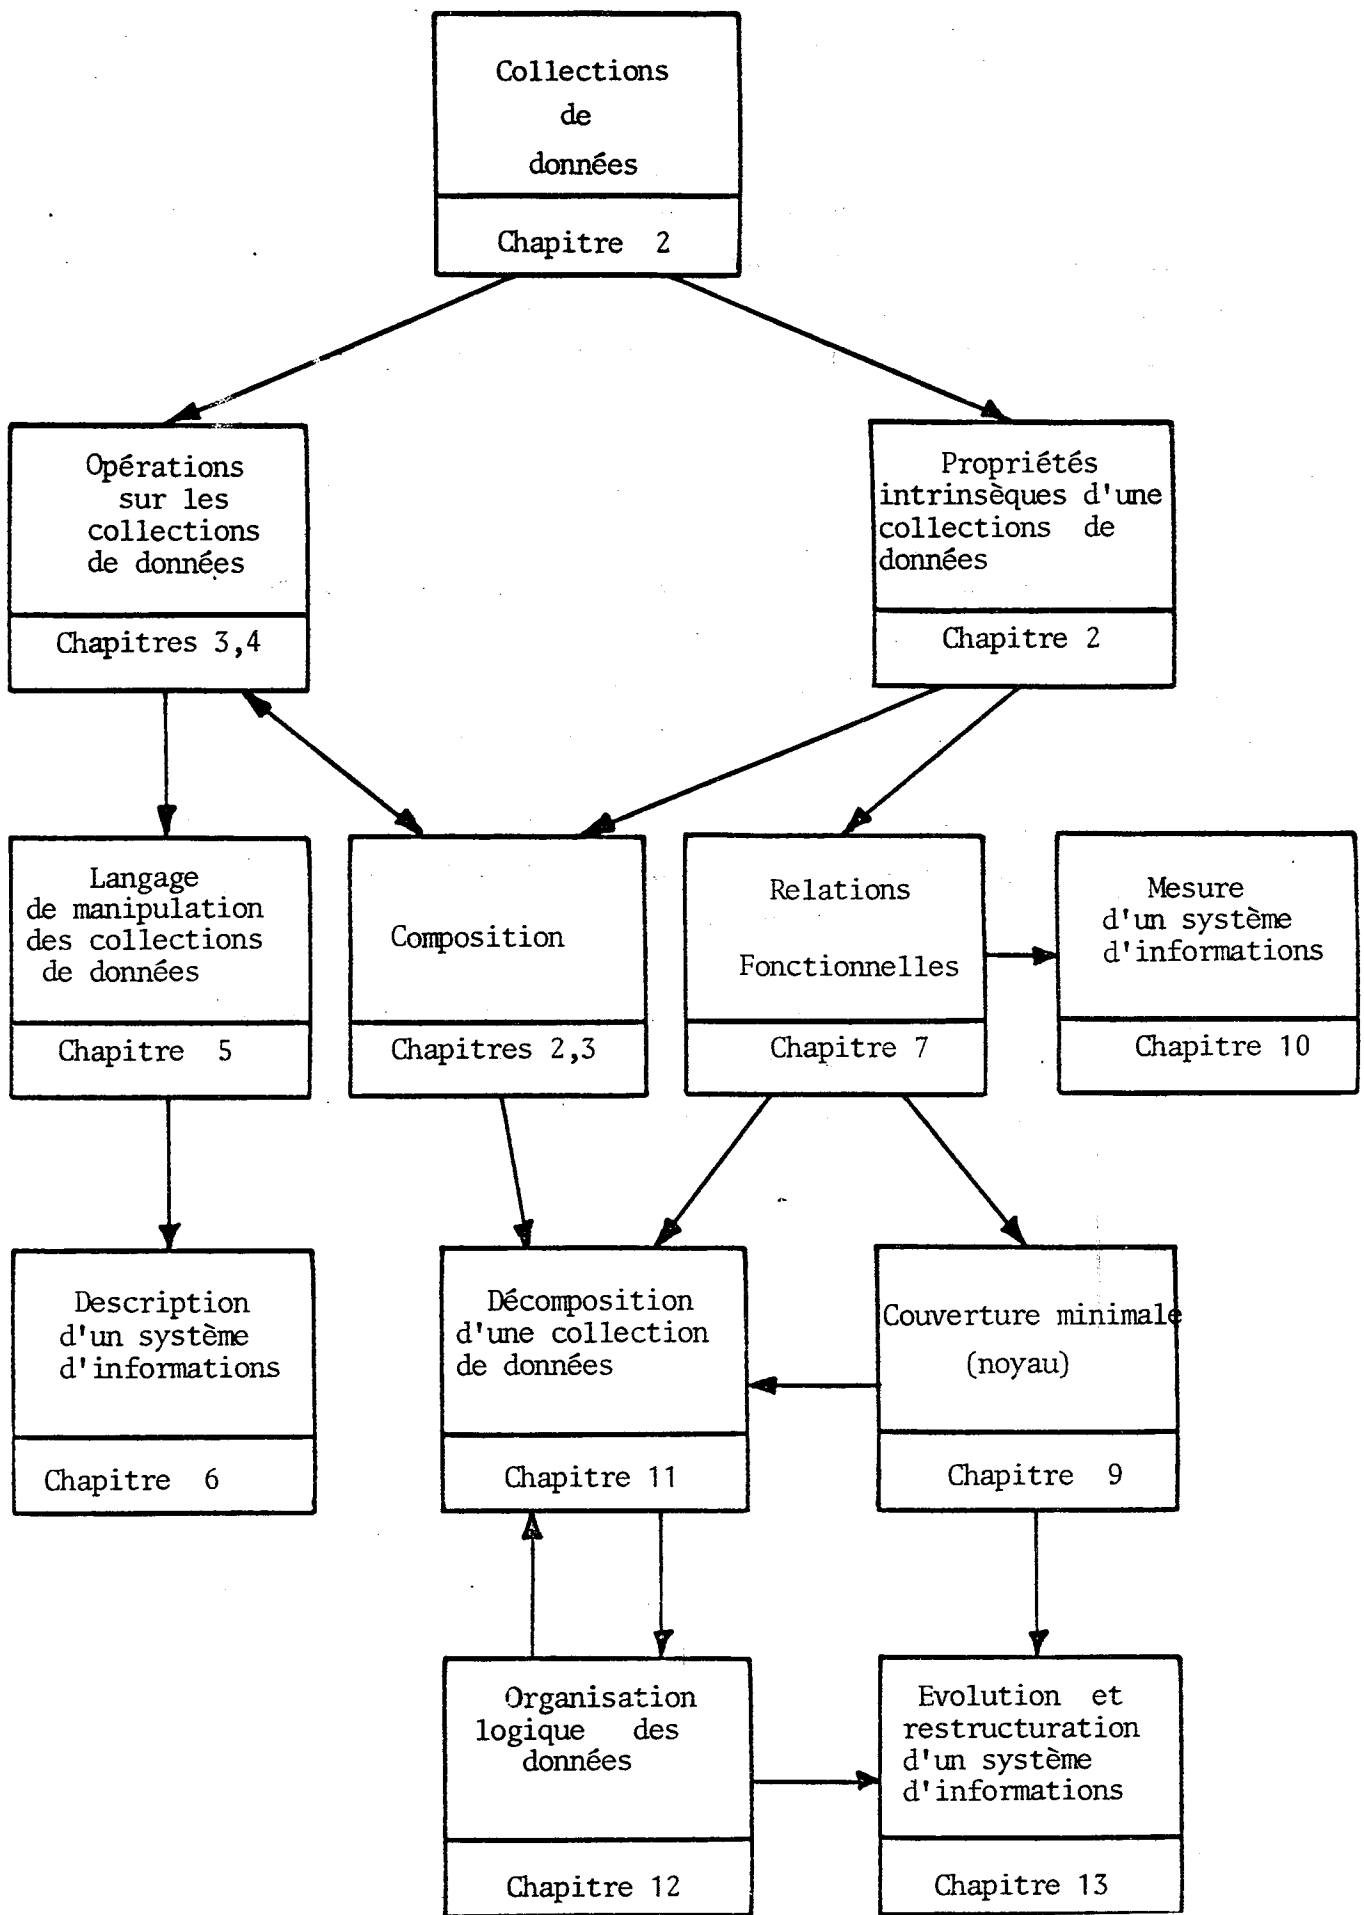 Collections
de
données
Chapitre 2
Opérations
sur les
collections
de données
Chapitres 3,4
Propriétés
intrinsèques d'une
collections de
données
Chapitre 2
Langage
de manipulation
des collections
de données
Chapitre 5
Composition
Chapitres 2,3
Relations
Fonctionnelles
Chapitre 7
Mesure
d'un système
d'informations
Chapitre 10
Description
d'un système
d'informations
Chapitre 6
Décomposition
d'une collection
de données
Chapitre 11
Couverture minimale
(noyau)
Chapitre 9
Organisation
logique des
données
Chapitre 12
Evolution et
restructuration
d'un système
d'informations
Chapitre 13